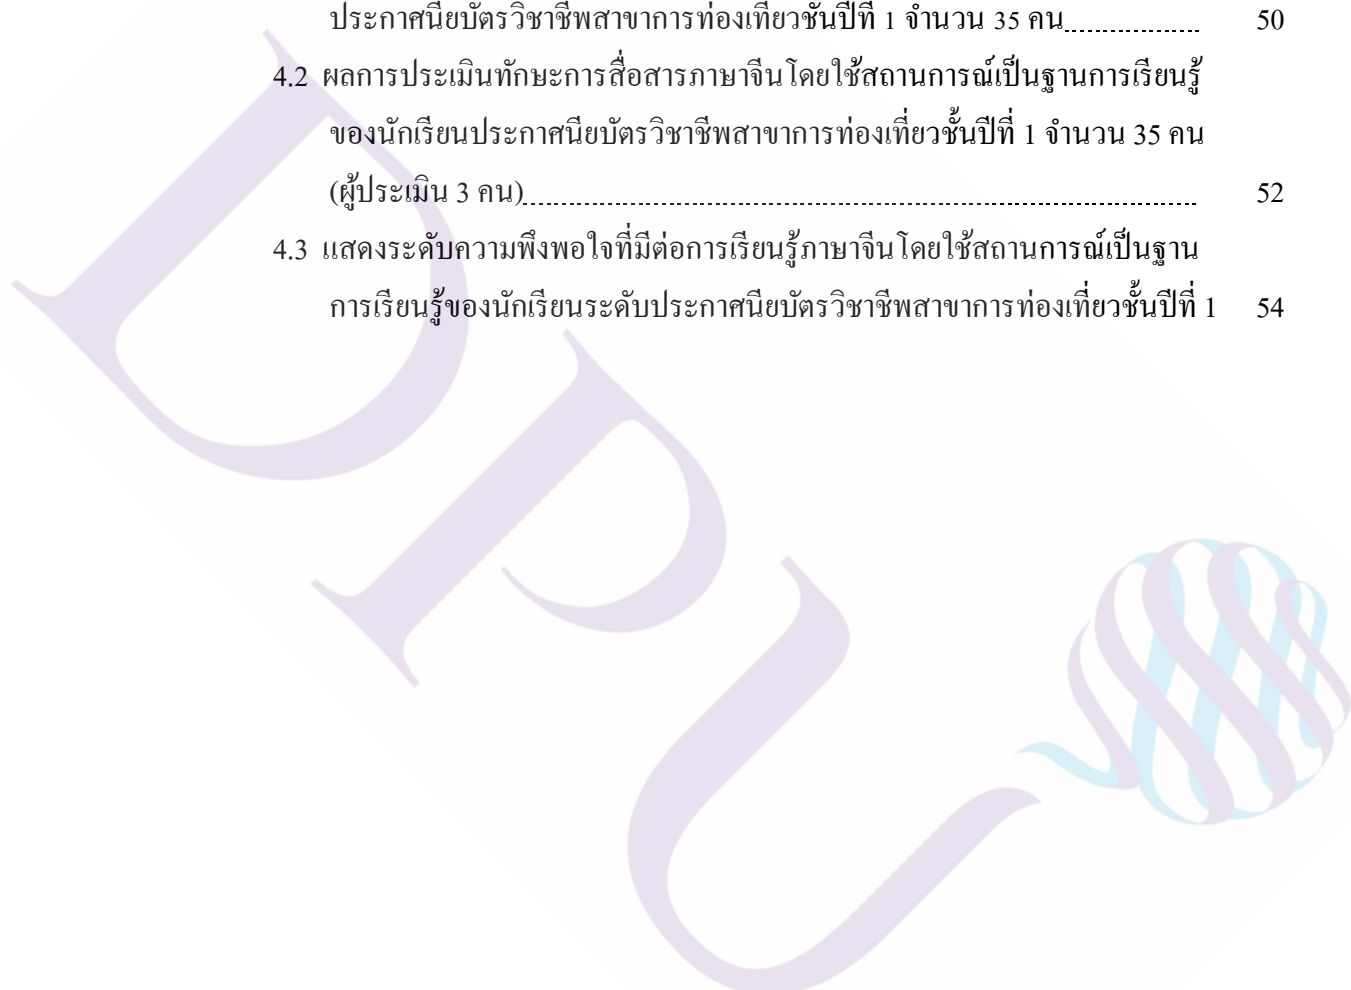 ประกาศนียบัตรวิชาชีพสาขาการท่องเที่ยวชั้นปีที่ 1 จำนวน 35 คน 50
4.2 ผลการประเมินทักษะการสื่อสารภาษาจีนโดยใช้สถานการณ์เป็นฐานการเรียนรู้
ของนักเรียนประกาศนียบัตรวิชาชีพสาขาการท่องเที่ยวชั้นปีที่ 1 จำนวน 35 คน
(ผู้ประเมิน 3 คน) 52
4.3 แสดงระดับความพึงพอใจที่มีต่อการเรียนรู้ภาษาจีนโดยใช้สถานการณ์เป็นฐาน
การเรียนรู้ของนักเรียนระดับประกาศนียบัตรวิชาชีพสาขาการท่องเที่ยวชั้นปีที่ 1 54
DPU